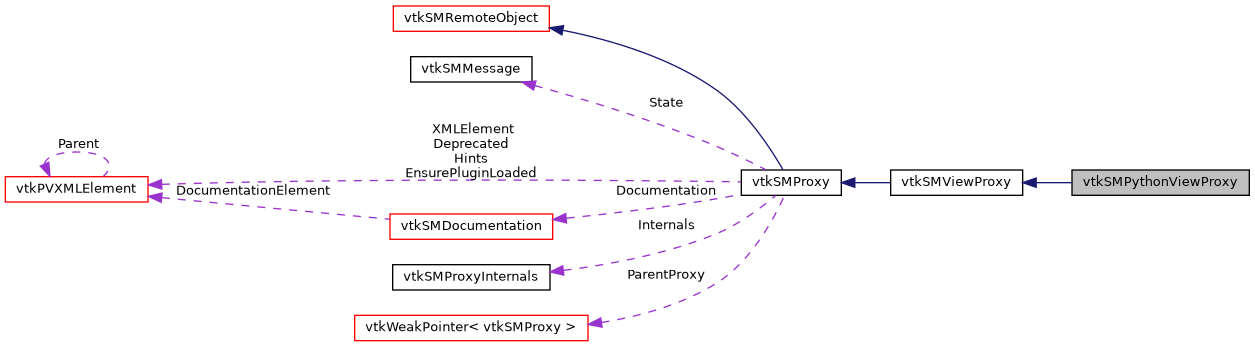 vtkSMRemoteObject
vtkSMMessage
State
XMLElement
Deprecated
Hints
EnsurePluginLoaded
Parent
vtkPVXMLElement
DocumentationElement
Documentation
vtkSMProxy
vtkSMViewProxy
vtkSMPythonViewProxy
vtkSMDocumentation
Internals
vtkSMProxyInternals
ParentProxy
vtkWeakPointer< vtkSMProxy >